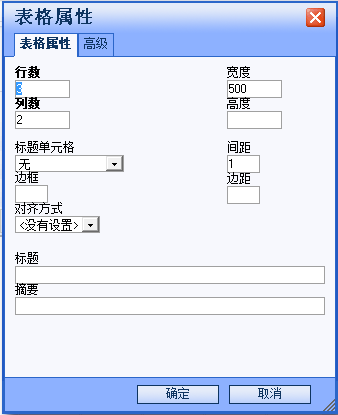 表格属性
表格属性 高级
行数 宽度
3 500
列数 高度
2
标题单元格 间距
无 1
边框 边距
对齐方式
<没有设置>
标题
摘要
确定 取消